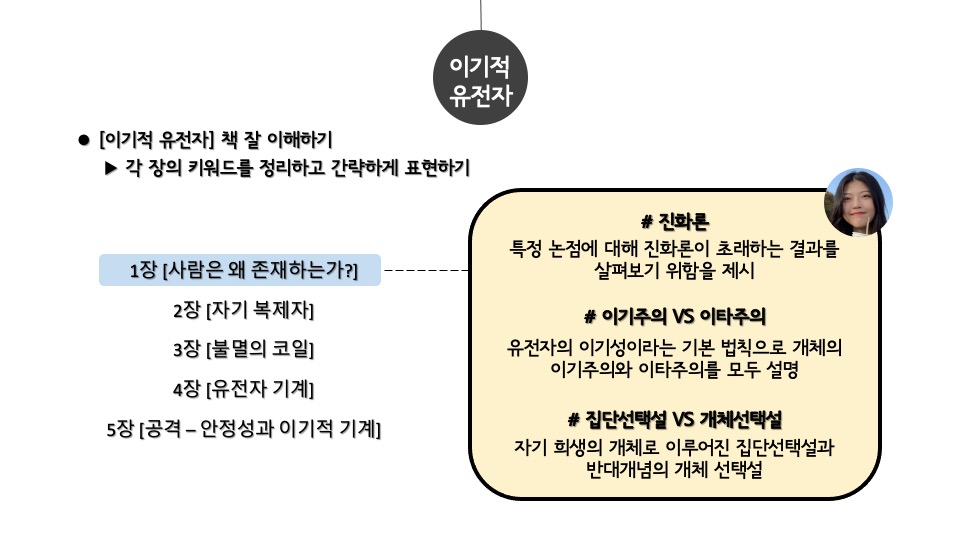 이기적
유전자
● [이기적 유전자] 책 잘 이해하기
▶ 각 장의 키워드를 정리하고 간략하게 표현하기
1장 [사람은 왜 존재하는가?]
2장 [자기 복제자]
3장 [불멸의 코일]
4장 [유전자 기계]
5장 [공격 – 안정성과 이기적 기계]
# 진화론
특정 논점에 대해 진화론이 초래하는 결과를
살펴보기 위함을 제시
# 이기주의 VS 이타주의
유전자의 이기성이라는 기본 법칙으로 개체의
이기주의와 이타주의를 모두 설명
# 집단선택설 VS 개체선택설
자기 희생의 개체로 이루어진 집단선택설과
반대개념의 개체 선택설